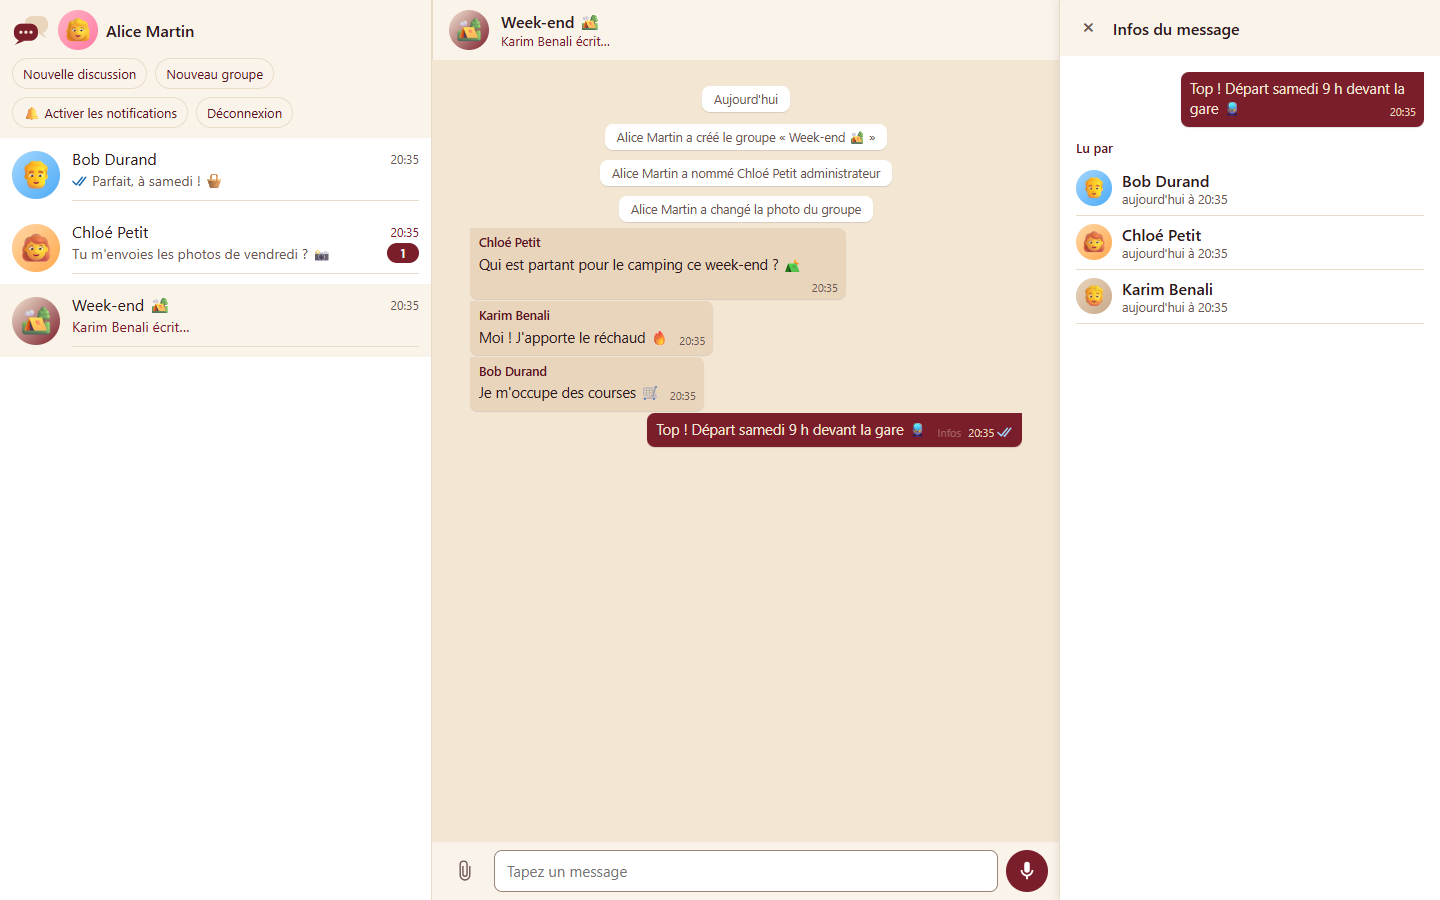 Alice Martin
Nouvelle discussion
Nouveau groupe
🔔 Activer les notifications
Déconnexion
Bob Durand
20:35
Parfait, à samedi ! 🧺
Chloé Petit
20:35
Tu m'envoies les photos de vendredi ? 📸
1
Week-end 🏕️
20:35
Karim Benali écrit…
Week-end 🏕️
Karim Benali écrit…
Aujourd'hui
Alice Martin a créé le groupe « Week-end 🏕️ »
Alice Martin a nommé Chloé Petit administrateur
Alice Martin a changé la photo du groupe
Chloé Petit
Qui est partant pour le camping ce week-end ? 🏕️
20:35
Karim Benali
Moi ! J'apporte le réchaud 🔥 20:35
Bob Durand
Je m'occupe des courses 🛒 20:35
Top ! Départ samedi 9 h devant la gare 🚉 Infos 20:35
Tapez un message
✕ Infos du message
Top ! Départ samedi 9 h devant la
gare 🚉 20:35
Lu par
Bob Durand
aujourd'hui à 20:35
Chloé Petit
aujourd'hui à 20:35
Karim Benali
aujourd'hui à 20:35